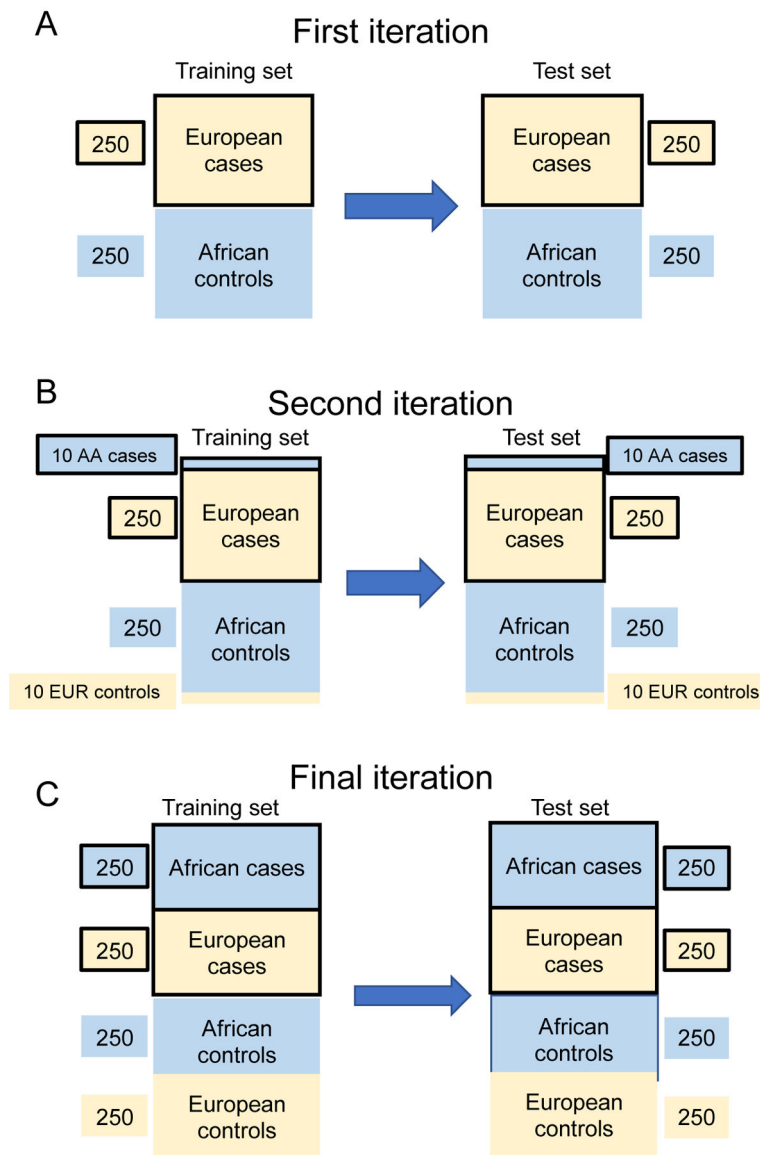 A
First iteration
Training set
Test set
250
European
cases
European
cases
250
250
African
controls
African
controls
250
B
Second iteration
Training set
Test set
10 AA cases
10 AA cases
250
European
cases
European
cases
250
250
African
controls
African
controls
250
10 EUR controls
10 EUR controls
C
Final iteration
Training set
Test set
250
African cases
African cases
250
250
European
cases
European
cases
250
250
African
controls
African
controls
250
250
European
controls
European
controls
250